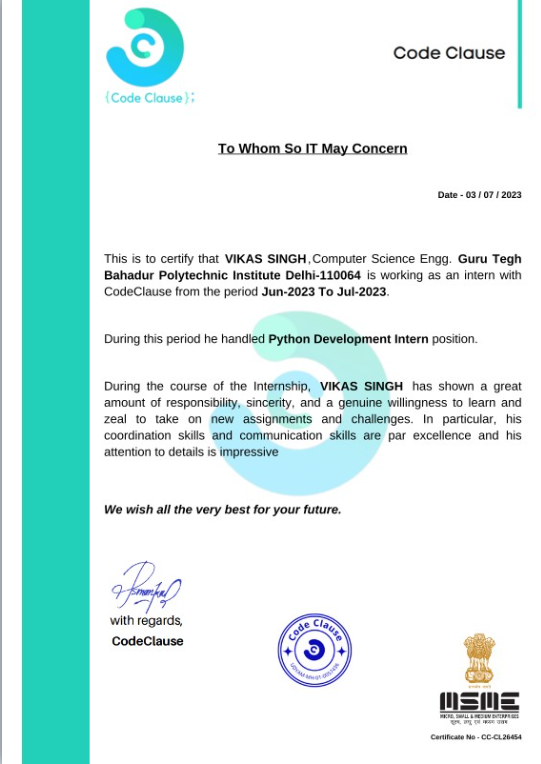 {Code Clause};
Code Clause
To Whom So IT May Concern
Date - 03 / 07 / 2023
This is to certify that VIKAS SINGH,Computer Science Engg. Guru Tegh
Bahadur Polytechnic Institute Delhi-110064 is working as an intern with
CodeClause from the period Jun-2023 To Jul-2023.
During this period he handled Python Development Intern position.
During the course of the Internship, VIKAS SINGH has shown a great
amount of responsibility, sincerity, and a genuine willingness to learn and
zeal to take on new assignments and challenges. In particular, his
coordination skills and communication skills are par excellence and his
attention to details is impressive
We wish all the very best for your future.
with regards,
CodeClause
Code Clause
MSME
MICRO, SMALL & MEDIUM ENTERPRISES
सूक्ष्म, लघु एवं मध्यम उद्यम
Certificate No - CC-CL26454